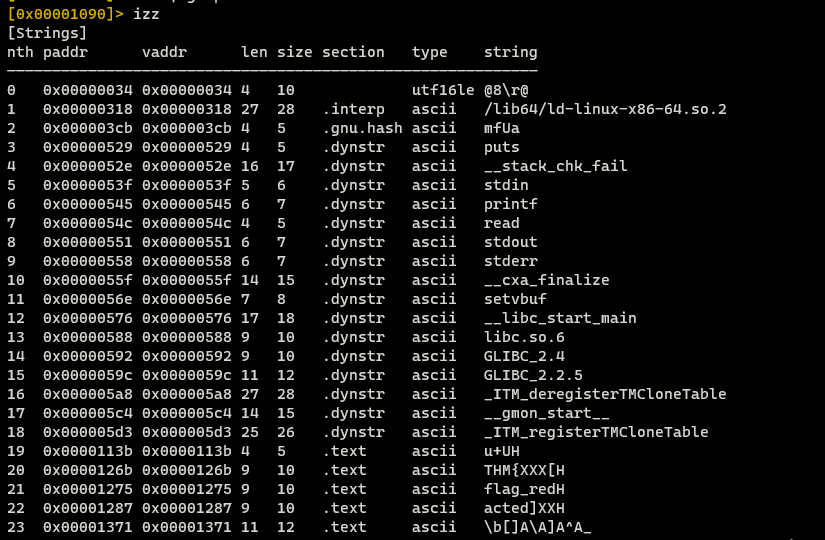 [0x00001090]> izz
[Strings]
nth paddr      vaddr      len size section   type    string
0   0x00000034 0x00000034 4   10             utf16le @8\r@
1   0x00000318 0x00000318 27  28   .interp   ascii   /lib64/ld-linux-x86-64.so.2
2   0x000003cb 0x000003cb 4   5    .gnu.hash ascii   mfUa
3   0x00000529 0x00000529 4   5    .dynstr   ascii   puts
4   0x0000052e 0x0000052e 16  17   .dynstr   ascii   __stack_chk_fail
5   0x0000053f 0x0000053f 5   6    .dynstr   ascii   stdin
6   0x00000545 0x00000545 6   7    .dynstr   ascii   printf
7   0x0000054c 0x0000054c 4   5    .dynstr   ascii   read
8   0x00000551 0x00000551 6   7    .dynstr   ascii   stdout
9   0x00000558 0x00000558 6   7    .dynstr   ascii   stderr
10  0x0000055f 0x0000055f 14  15   .dynstr   ascii   __cxa_finalize
11  0x0000056e 0x0000056e 7   8    .dynstr   ascii   setvbuf
12  0x00000576 0x00000576 17  18   .dynstr   ascii   __libc_start_main
13  0x00000588 0x00000588 9   10   .dynstr   ascii   libc.so.6
14  0x00000592 0x00000592 9   10   .dynstr   ascii   GLIBC_2.4
15  0x0000059c 0x0000059c 11  12   .dynstr   ascii   GLIBC_2.2.5
16  0x000005a8 0x000005a8 27  28   .dynstr   ascii   _ITM_deregisterTMCloneTable
17  0x000005c4 0x000005c4 14  15   .dynstr   ascii   __gmon_start__
18  0x000005d3 0x000005d3 25  26   .dynstr   ascii   _ITM_registerTMCloneTable
19  0x0000113b 0x0000113b 4   5    .text     ascii   u+UH
20  0x0000126b 0x0000126b 9   10   .text     ascii   THM{XXX[H
21  0x00001275 0x00001275 9   10   .text     ascii   flag_redH
22  0x00001287 0x00001287 9   10   .text     ascii   acted]XXH
23  0x00001371 0x00001371 11  12   .text     ascii   \b[]A\A]A^A_